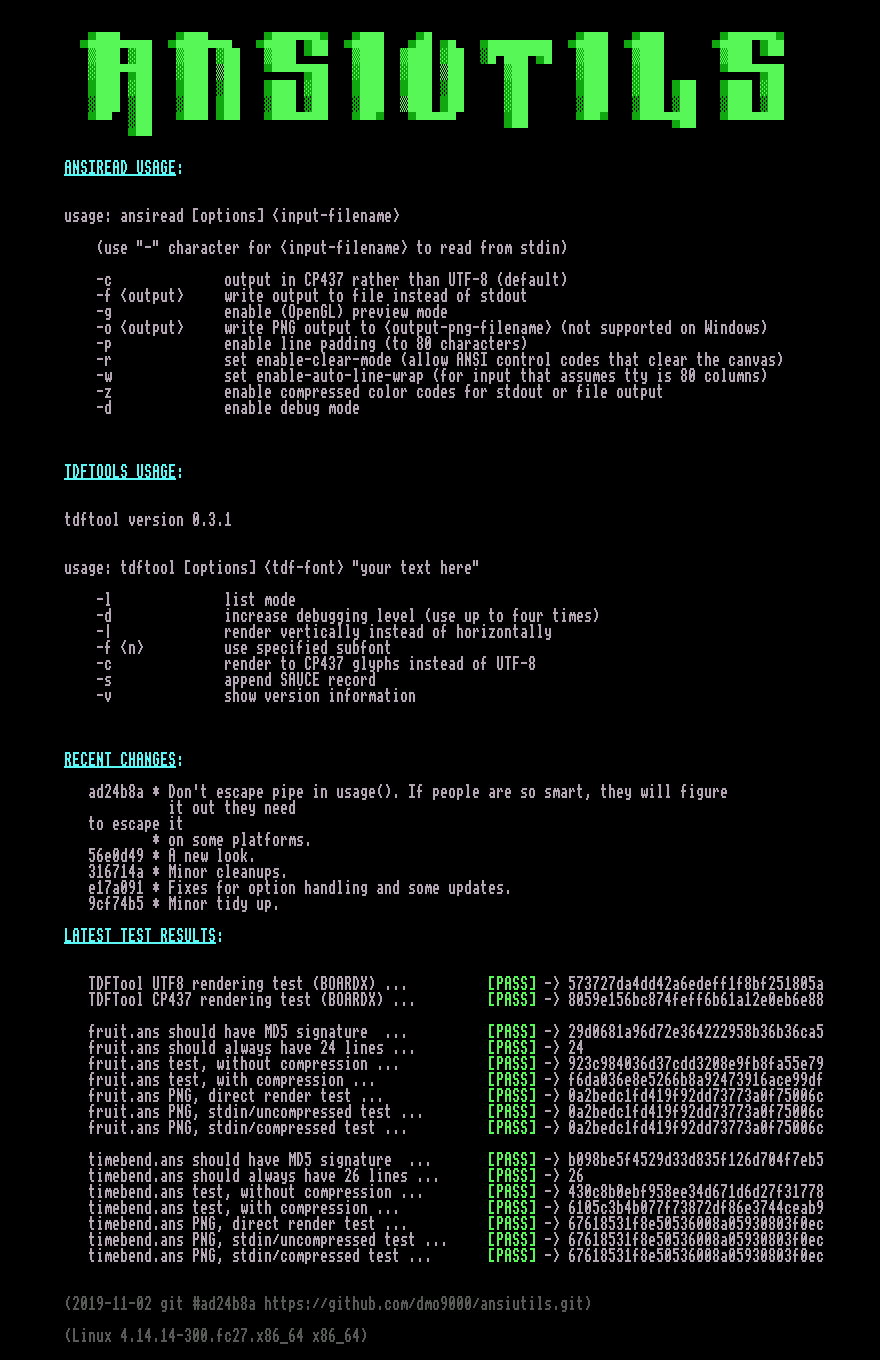 ANSIUTILS
ANSIREAD USAGE:
usage: ansiread [options] <input-filename>
(use "-" character for <input-filename> to read from stdin)
-c output in CP437 rather than UTF-8 (default)
-f <output> write output to file instead of stdout
-g enable (OpenGL) preview mode
-o <output> write PNG output to <output-png-filename> (not supported on Windows)
-p enable line padding (to 80 characters)
-r set enable-clear-mode (allow ANSI control codes that clear the canvas)
-w set enable-auto-line-wrap (for input that assumes tty is 80 columns)
-z enable compressed color codes for stdout or file output
-d enable debug mode
TDFTOOLS USAGE:
tdftool version 0.3.1
usage: tdftool [options] <tdf-font> "your text here"
-l list mode
-d increase debugging level (use up to four times)
-| render vertically instead of horizontally
-f <n> use specified subfont
-c render to CP437 glyphs instead of UTF-8
-s append SAUCE record
-v show version information
RECENT CHANGES:
ad24b8a * Don't escape pipe in usage(). If people are so smart, they will figure
it out they need
to escape it
* on some platforms.
56e0d49 * A new look.
316714a * Minor cleanups.
e17a091 * Fixes for option handling and some updates.
9cf74b5 * Minor tidy up.
LATEST TEST RESULTS:
TDFTool UTF8 rendering test (BOARDX) ... [PASS] -> 573727da4dd42a6edeff1f8bf251805a
TDFTool CP437 rendering test (BOARDX) ... [PASS] -> 8059e156bc874feff6b61a12e0eb6e88
fruit.ans should have MD5 signature ... [PASS] -> 29d0681a96d72e364222958b36b36ca5
fruit.ans should always have 24 lines ... [PASS] -> 24
fruit.ans test, without compression ... [PASS] -> 923c984036d37cdd3208e9fb8fa55e79
fruit.ans test, with compression ... [PASS] -> f6da036e8e5266b8a92473916ace99df
fruit.ans PNG, direct render test ... [PASS] -> 0a2bedc1fd419f92dd73773a0f75006c
fruit.ans PNG, stdin/uncompressed test ... [PASS] -> 0a2bedc1fd419f92dd73773a0f75006c
fruit.ans PNG, stdin/compressed test ... [PASS] -> 0a2bedc1fd419f92dd73773a0f75006c
timebend.ans should have MD5 signature ... [PASS] -> b098be5f4529d33d835f126d704f7eb5
timebend.ans should always have 26 lines ... [PASS] -> 26
timebend.ans test, without compression ... [PASS] -> 430c8b0ebf958ee34d671d6d27f31778
timebend.ans test, with compression ... [PASS] -> 6105c3b4b077f73872df86e3744ceab9
timebend.ans PNG, direct render test ... [PASS] -> 67618531f8e50536008a05930803f0ec
timebend.ans PNG, stdin/uncompressed test ... [PASS] -> 67618531f8e50536008a05930803f0ec
timebend.ans PNG, stdin/compressed test ... [PASS] -> 67618531f8e50536008a05930803f0ec
(2019-11-02 git #ad24b8a https://github.com/dmo9000/ansiutils.git)
(Linux 4.14.14-300.fc27.x86_64 x86_64)